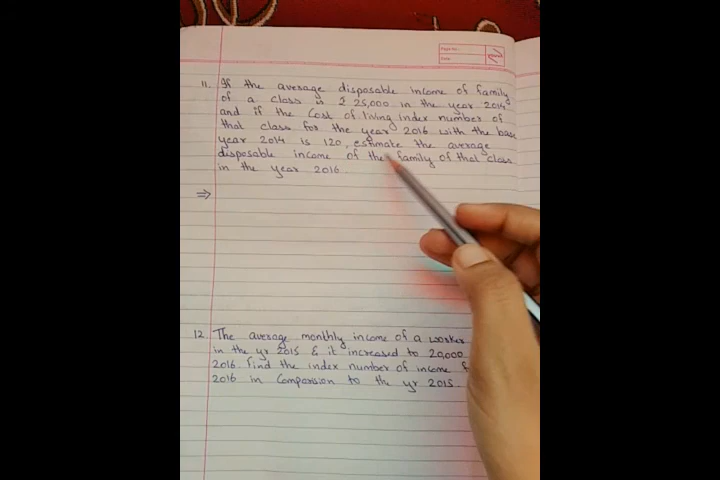 Page No.
Date
11. If the average disposable income of family
of a class is ₹ 25,000 in the year 2014
and if the Cost of living index number of
that class for the year 2016 with the base
year 2014 is 120, estimate the average
disposable income of the family of that class
in the year 2016.
⇒
12. The average monthly income of a worker
in the yr 2015 & it increased to 20,000
2016. Find the index number of income
2016 in Comparsion to the yr 2015.